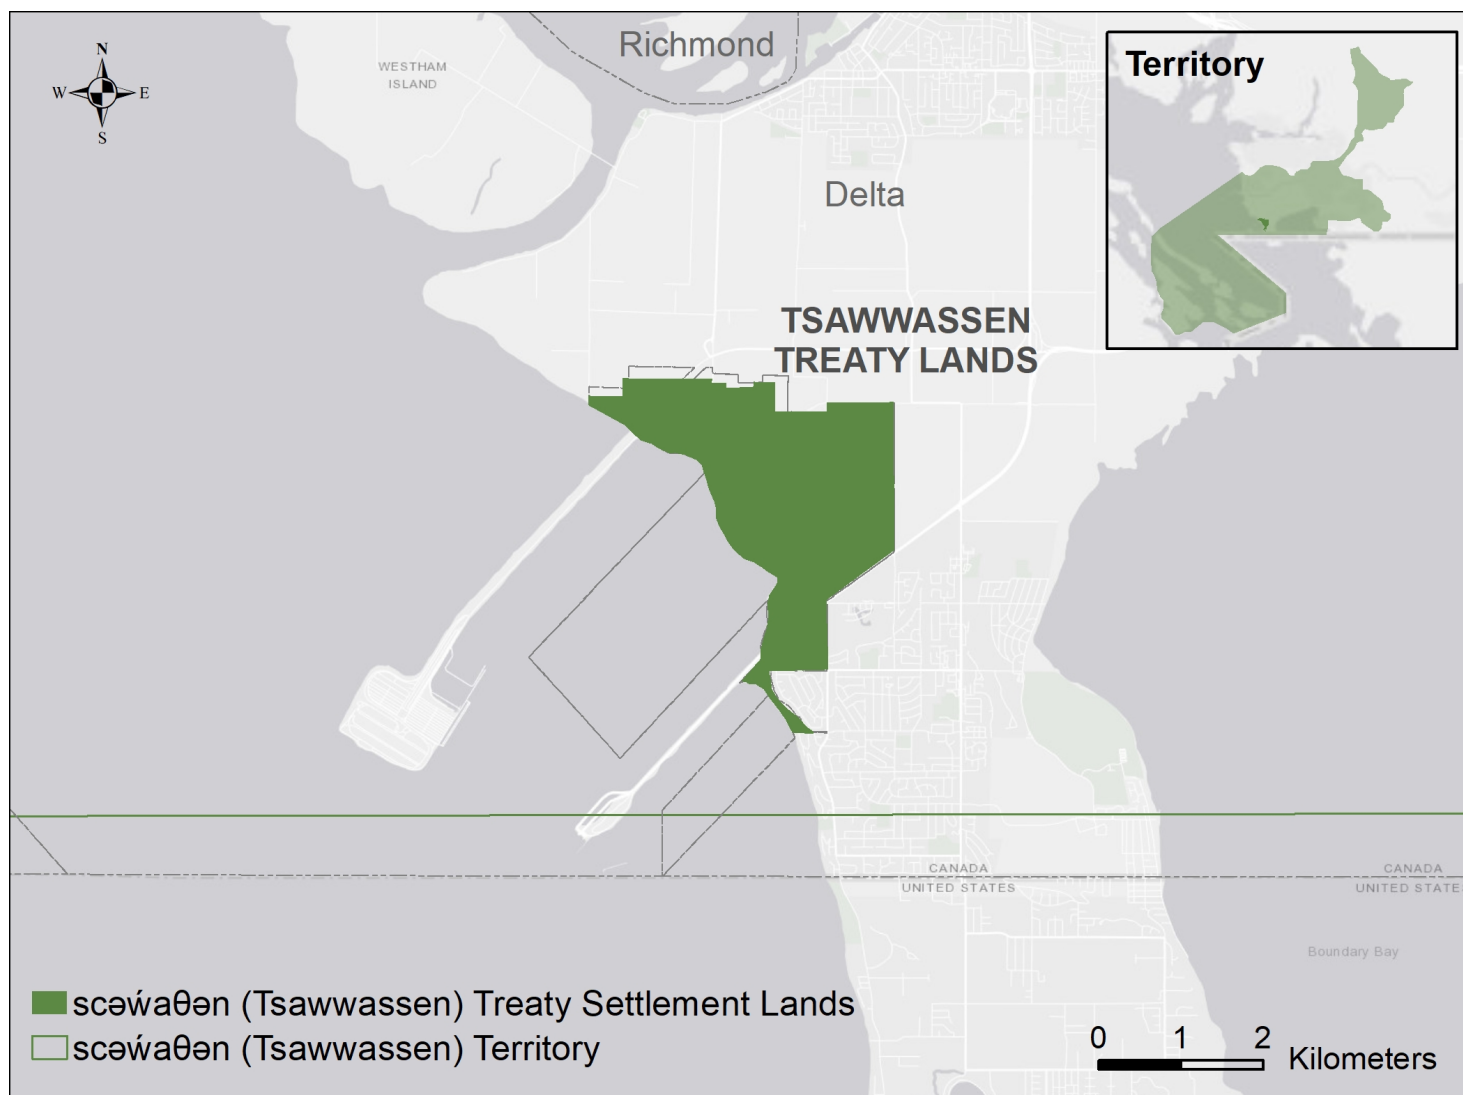 Richmond
WESTHAM
ISLAND
N
W
E
S
Territory
Delta
TSAWWASSEN
TREATY LANDS
CANADA
UNITED STATES
CANADA
UNITED STATE
Boundary Bay
scəw̓aθən (Tsawwassen) Treaty Settlement Lands
scəw̓aθən (Tsawwassen) Territory
0 1 2
Kilometers